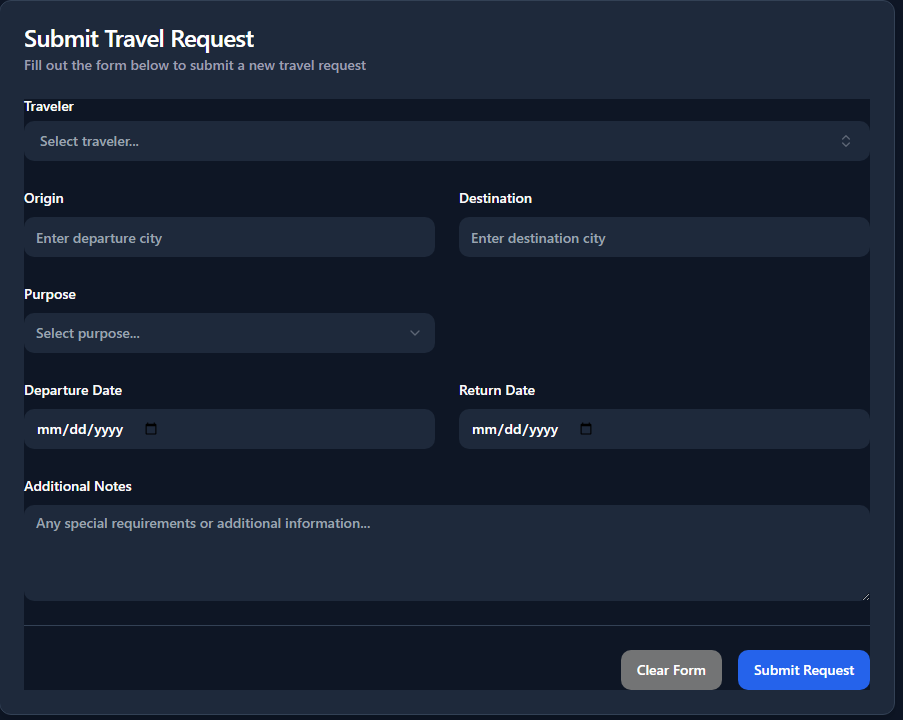 Submit Travel Request
Fill out the form below to submit a new travel request
Traveler
Select traveler...
Origin
Destination
Enter departure city
Enter destination city
Purpose
Select purpose...
Departure Date
Return Date
mm/dd/yyyy
mm/dd/yyyy
Additional Notes
Any special requirements or additional information...
Clear Form
Submit Request